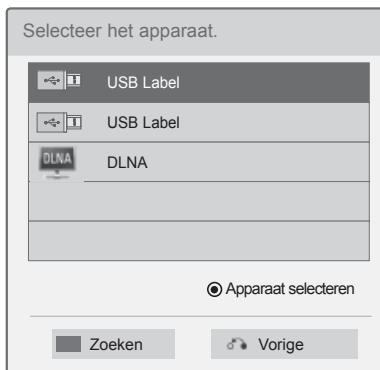 Selecteer het apparaat.
USB Label
USB Label
DLNA DLNA
Apparaat selecteren
Zoeken Vorige